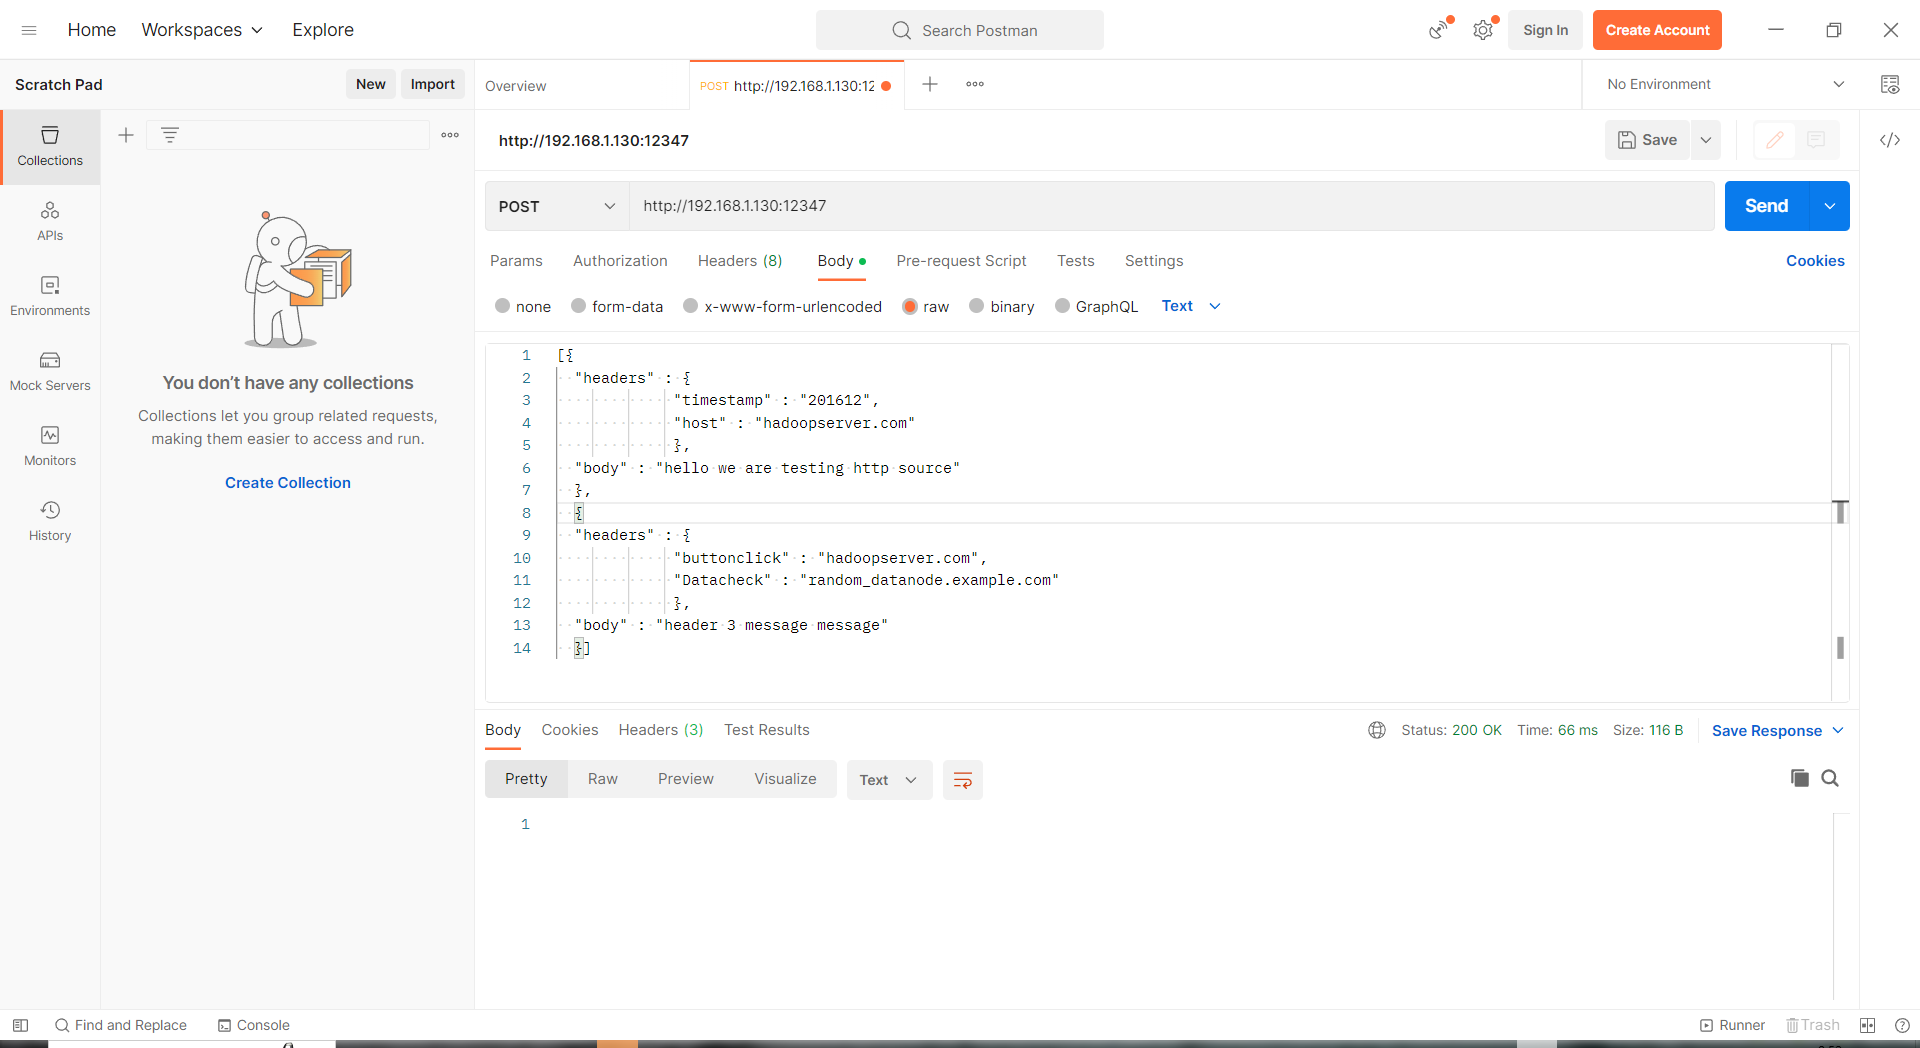 Home Workspaces Explore Search Postman Sign In Create Account
Scratch Pad New Import Overview POST http://192.168.1.130:12 No Environment
http://192.168.1.130:12347 Save
Collections
APIs
Environments
Mock Servers
Monitors
History
You don't have any collections
Collections let you group related requests,
making them easier to access and run.
Create Collection
POST http://192.168.1.130:12347 Send
Params Authorization Headers (8) Body Pre-request Script Tests Settings Cookies
none form-data x-www-form-urlencoded raw binary GraphQL Text
1 [{
2 "headers" : {
3 "timestamp" : "201612",
4 "host" : "hadoopserver.com"
5 },
6 "body" : "hello we are testing http source"
7 },
8 {
9 "headers" : {
10 "buttonclick" : "hadoopserver.com",
11 "Datacheck" : "random_datanode.example.com"
12 },
13 "body" : "header 3 message message"
14 }]
Body Cookies Headers (3) Test Results Status: 200 OK Time: 66 ms Size: 116 B Save Response
Pretty Raw Preview Visualize Text
1
Find and Replace Console Runner Trash